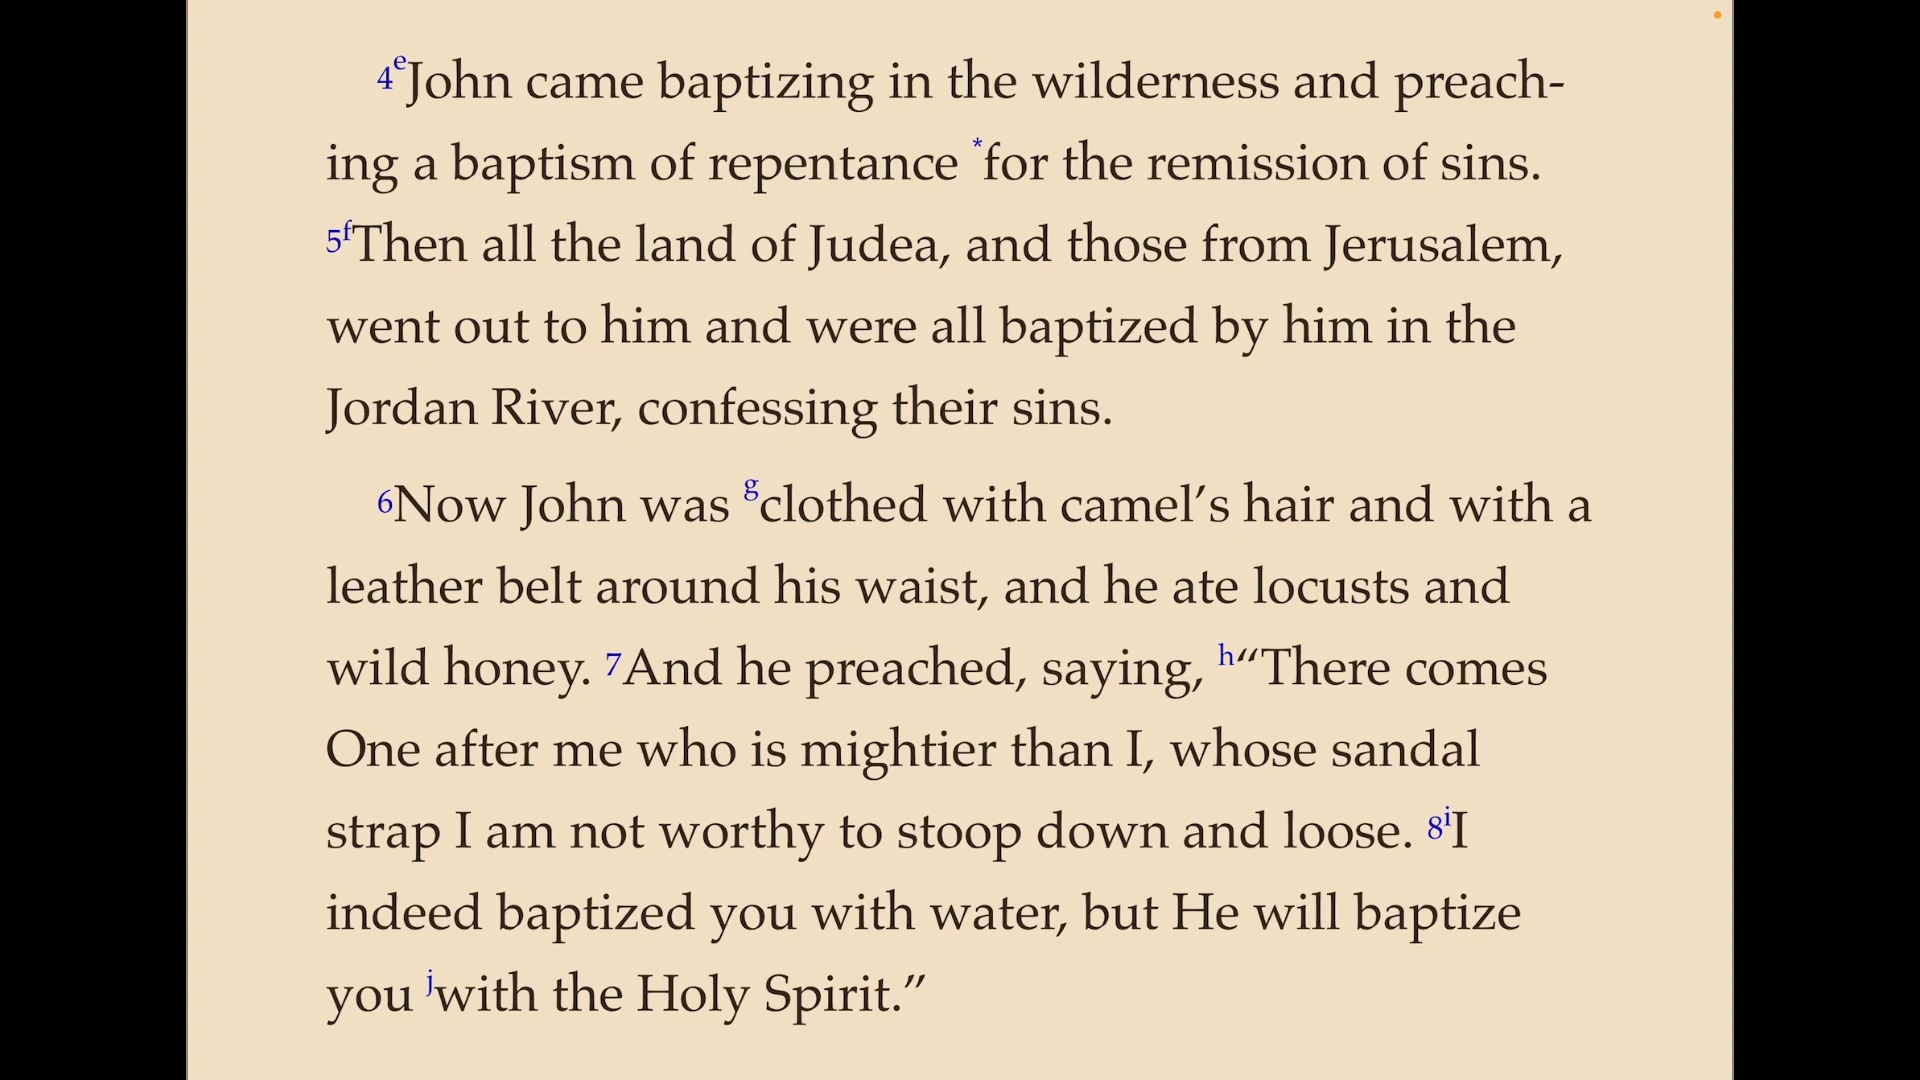 4eJohn came baptizing in the wilderness and preach-
ing a baptism of repentance *for the remission of sins.
5fThen all the land of Judea, and those from Jerusalem,
went out to him and were all baptized by him in the
Jordan River, confessing their sins.
6Now John was gclothed with camel’s hair and with a
leather belt around his waist, and he ate locusts and
wild honey. 7And he preached, saying, h“There comes
One after me who is mightier than I, whose sandal
strap I am not worthy to stoop down and loose. 8iI
indeed baptized you with water, but He will baptize
you jwith the Holy Spirit.”